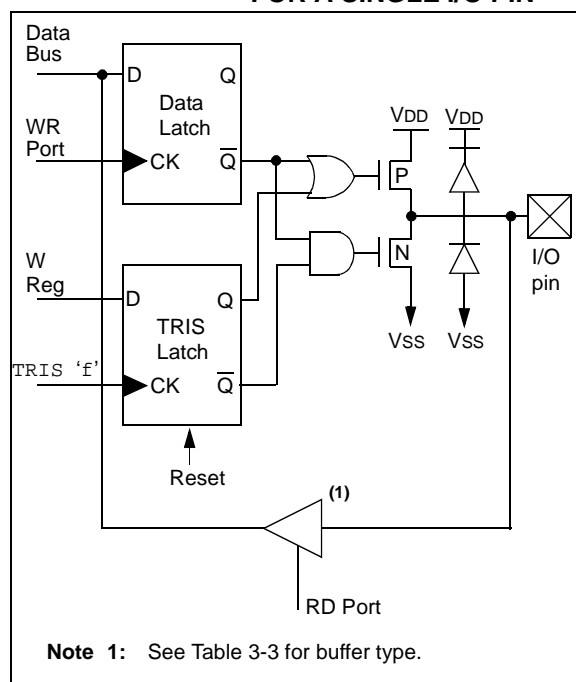 FOR A SINGLE I/O PIN
Data
Bus
D
Q
Data
Latch
WR
Port
CK
Q
VDD
VDD
P
N
I/O
pin
W
Reg
D
Q
TRIS
Latch
TRIS 'f'
CK
Q
VSS
VSS
Reset
(1)
RD Port
Note 1: See Table 3-3 for buffer type.